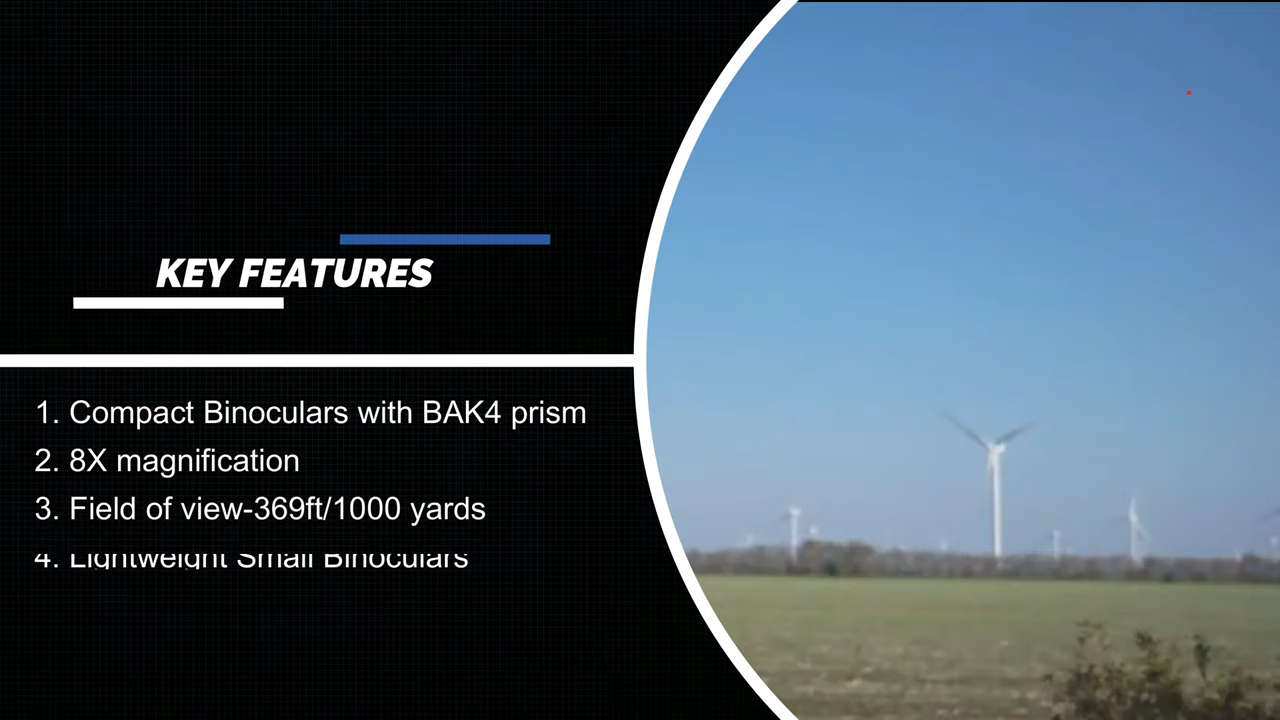 KEY FEATURES
1. Compact Binoculars with BAK4 prism
2. 8X magnification
3. Field of view-369ft/1000 yards
4. Lightweight Small Binoculars